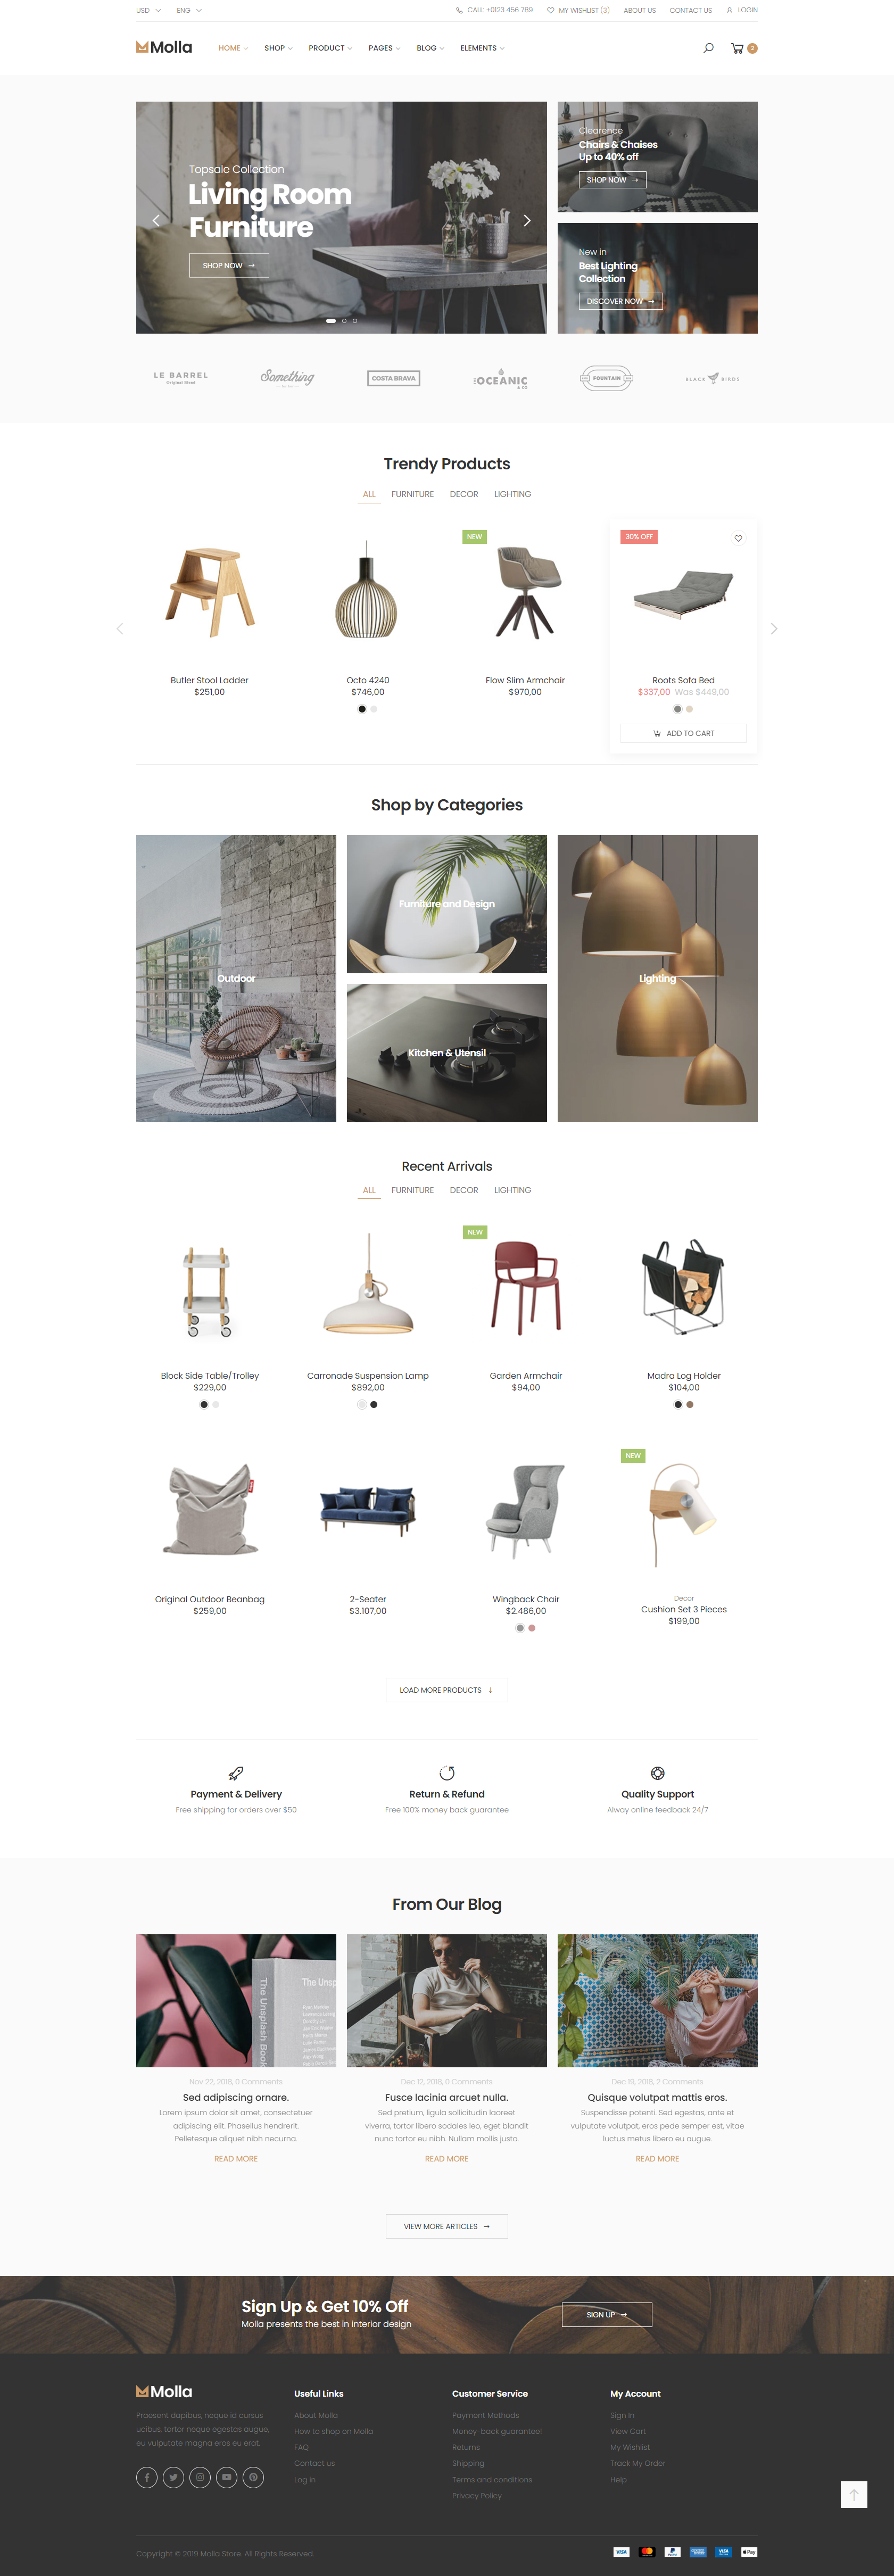 USD
ENG
CALL: +0123 456 789
MY WISHLIST (3)
ABOUT US
CONTACT US
LOGIN
Molla
HOME
SHOP
PRODUCT
PAGES
BLOG
ELEMENTS
2
Topsale Collection
Living Room
Furniture
SHOP NOW →
Clearence
Chairs & Chaises
Up to 40% off
SHOP NOW →
New in
Best Lighting
Collection
DISCOVER NOW →
LE BARREL
Original Blend
Something
COSTA BRAVA
THE OCEANIC
& CO
FOUNTAIN
BLACK BIRDS
Trendy Products
ALL
FURNITURE
DECOR
LIGHTING
NEW
30% OFF
Butler Stool Ladder
$251,00
Octo 4240
$746,00
Flow Slim Armchair
$970,00
Roots Sofa Bed
$337,00 Was $449,00
ADD TO CART
Shop by Categories
Outdoor
Furniture and Design
Kitchen & Utensil
Lighting
Recent Arrivals
ALL
FURNITURE
DECOR
LIGHTING
NEW
Block Side Table/Trolley
$229,00
Carronade Suspension Lamp
$892,00
Garden Armchair
$94,00
Madra Log Holder
$104,00
NEW
Original Outdoor Beanbag
$259,00
2-Seater
$3.107,00
Wingback Chair
$2.486,00
Decor
Cushion Set 3 Pieces
$199,00
LOAD MORE PRODUCTS ↓
Payment & Delivery
Free shipping for orders over $50
Return & Refund
Free 100% money back guarantee
Quality Support
Alway online feedback 24/7
From Our Blog
The Unsplash Book
The Unsp
Nov 22, 2018, 0 Comments
Sed adipiscing ornare.
Lorem ipsum dolor sit amet, consectetuer
adipiscing elit. Phasellus hendrerit.
Pelletesque aliquet nibh necurna.
READ MORE
Dec 12, 2018, 0 Comments
Fusce lacinia arcuet nulla.
Sed pretium, ligula sollicitudin laoreet
viverra, tortor libero sodales leo, eget blandit
nunc tortor eu nibh. Nullam mollis justo.
READ MORE
Dec 19, 2018, 2 Comments
Quisque volutpat mattis eros.
Suspendisse potenti. Sed egestas, ante et
vulputate volutpat, eros pede semper est, vitae
luctus metus libero eu augue.
READ MORE
VIEW MORE ARTICLES →
Sign Up & Get 10% Off
Molla presents the best in interior design
SIGN UP →
Molla
Praesent dapibus, neque id cursus
ucibus, tortor neque egestas augue,
eu vulputate magna eros eu erat.
Useful Links
About Molla
How to shop on Molla
FAQ
Contact us
Log in
Customer Service
Payment Methods
Money-back guarantee!
Returns
Shipping
Terms and conditions
Privacy Policy
My Account
Sign In
View Cart
My Wishlist
Track My Order
Help
Copyright © 2019 Molla Store. All Rights Reserved.
VISA
VISA
Pay